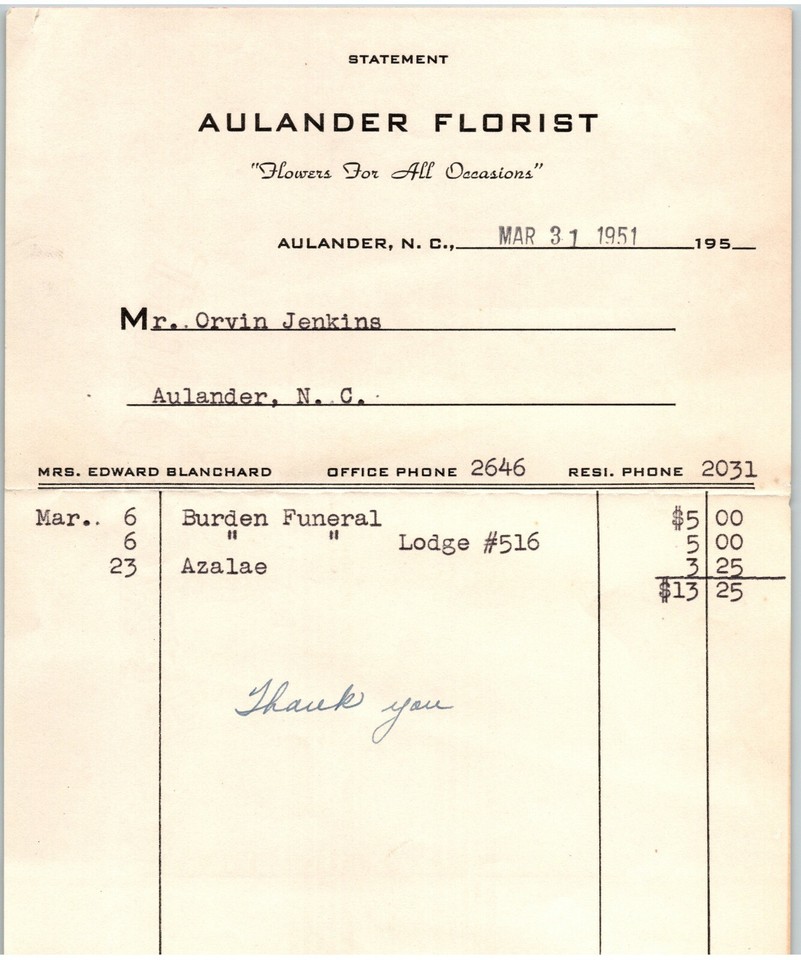 STATEMENT
AULANDER FLORIST
"Flowers For All Occasions"
AULANDER, N. C., MAR 31 1951 195
Mr.. Orvin Jenkins
Aulander, N. C.
MRS. EDWARD BLANCHARD OFFICE PHONE 2646 RESI. PHONE 2031
Mar.. 6 Burden Funeral $5 00
6 " " Lodge #516 5 00
23 Azalae 3 25
$13 25
Thank you